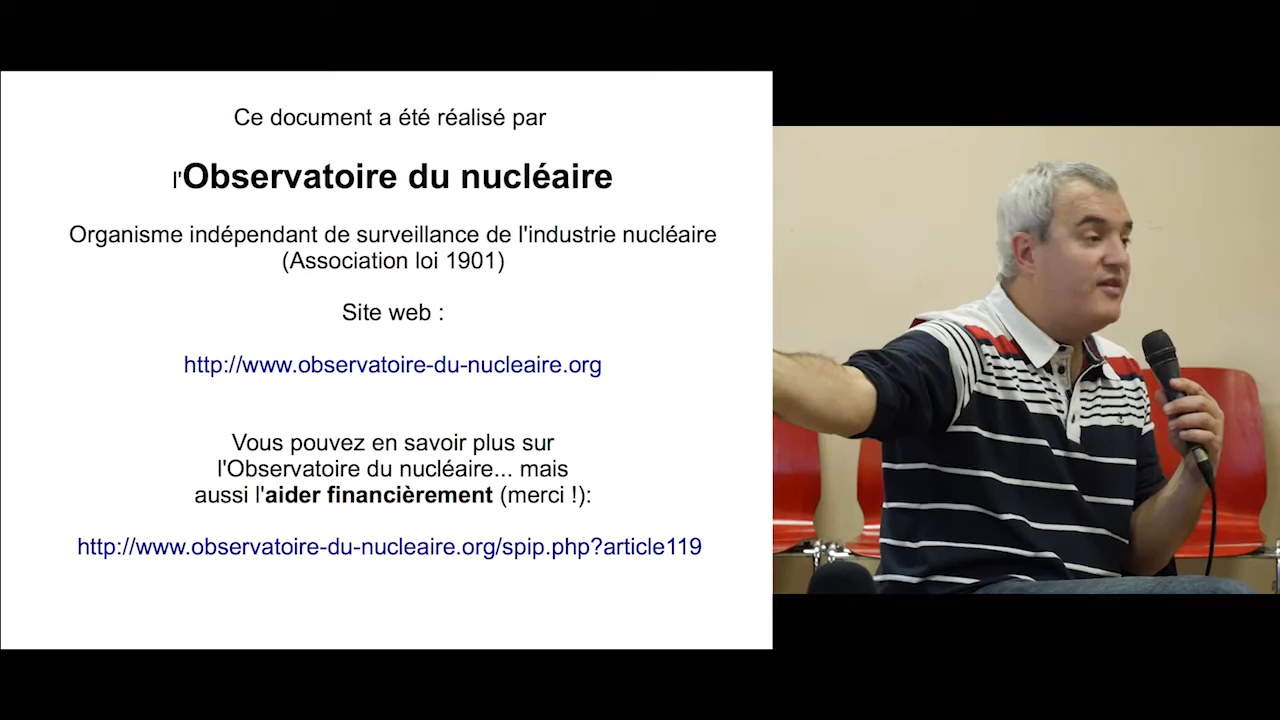 Ce document a été réalisé par
l'Observatoire du nucléaire
Organisme indépendant de surveillance de l'industrie nucléaire
(Association loi 1901)
Site web :
http://www.observatoire-du-nucleaire.org
Vous pouvez en savoir plus sur
l'Observatoire du nucléaire... mais
aussi l'aider financièrement (merci !):
http://www.observatoire-du-nucleaire.org/spip.php?article119